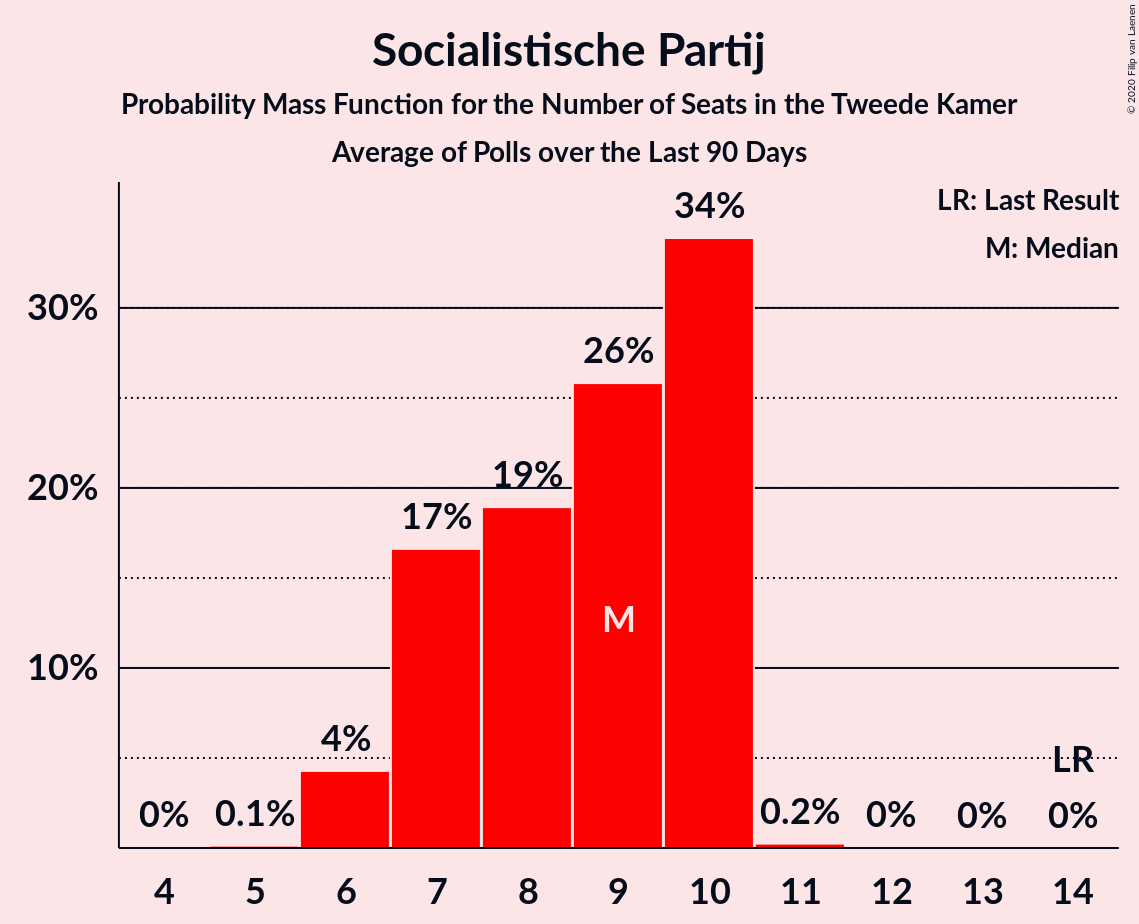 Socialistische Partij
Probability Mass Function for the Number of Seats in the Tweede Kamer
Average of Polls over the Last 90 Days
© 2020 Filip van Laenen
LR: Last Result
M: Median
34%
30%
26%
20%
19%
17%
M
10%
4%
LR
0%
0.1%
0.2%
0%
0%
0%
4 5 6 7 8 9 10 11 12 13 14